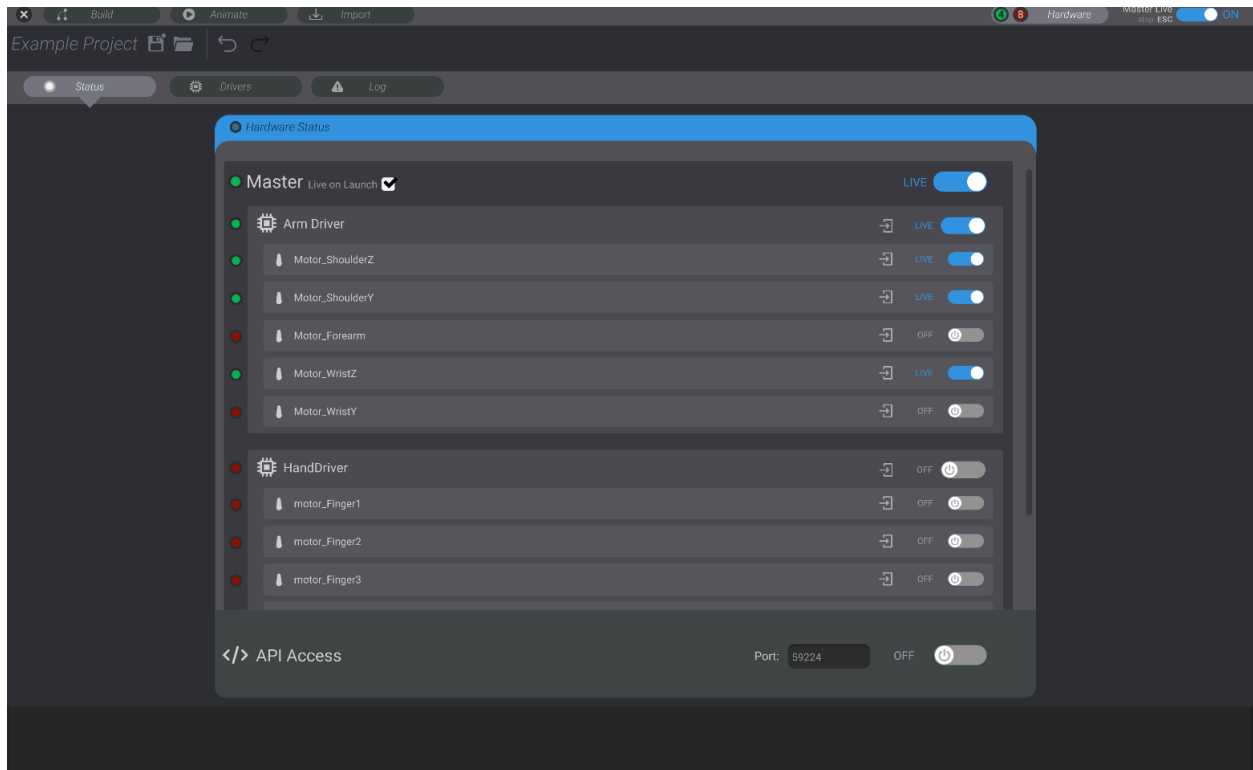 Build Animate Import 4 8 Hardware Master Live ON
stop: ESC
Example Project
Status Drivers Log
Hardware Status
Master Live on Launch LIVE
Arm Driver LIVE
Motor_ShoulderZ LIVE
Motor_ShoulderY LIVE
Motor_Forearm OFF
Motor_WristZ LIVE
Motor_WristY OFF
HandDriver OFF
motor_Finger1 OFF
motor_Finger2 OFF
motor_Finger3 OFF
</> API Access Port: 59224 OFF